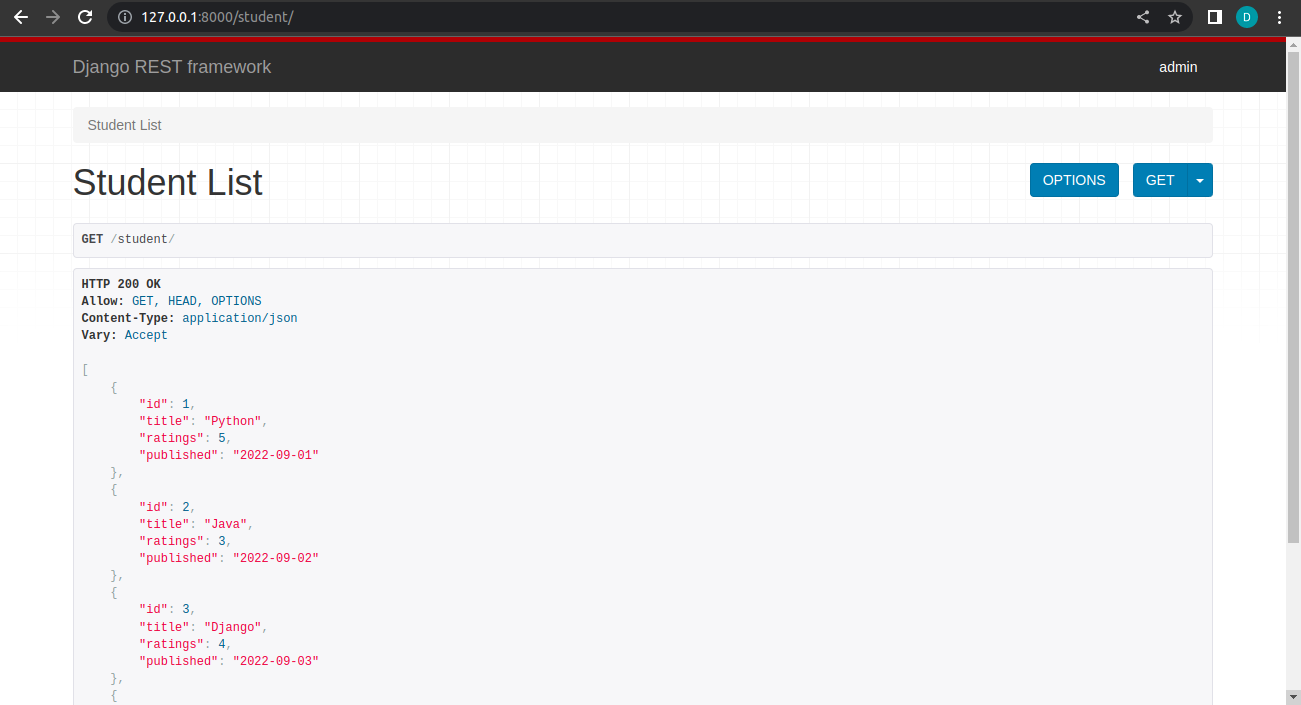 127.0.0.1:8000/student/
D
Django REST framework
admin
Student List
Student List
OPTIONS
GET
GET /student/
HTTP 200 OK
Allow: GET, HEAD, OPTIONS
Content-Type: application/json
Vary: Accept
[
    {
        "id": 1,
        "title": "Python",
        "ratings": 5,
        "published": "2022-09-01"
    },
    {
        "id": 2,
        "title": "Java",
        "ratings": 3,
        "published": "2022-09-02"
    },
    {
        "id": 3,
        "title": "Django",
        "ratings": 4,
        "published": "2022-09-03"
    },
    {